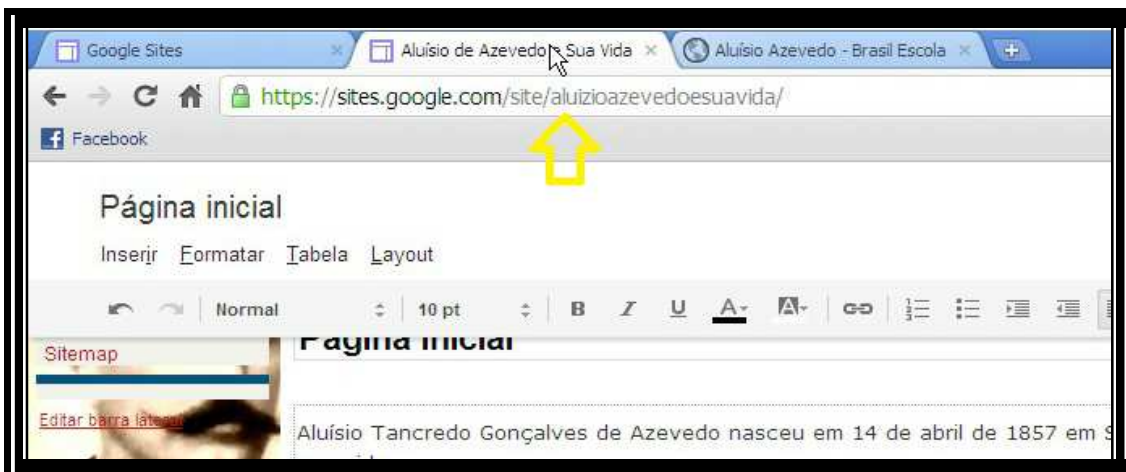 Google Sites
Aluísio de Azevedo e Sua Vida
Aluísio Azevedo - Brasil Escola
https://sites.google.com/site/aluizioazevedoesuavida/
Facebook
Página inicial
Inserir Formatar Tabela Layout
Normal 10 pt B I U A A
Sitemap
Página inicial
Editar barra lateral
Aluísio Tancredo Gonçalves de Azevedo nasceu em 14 de abril de 1857 em S